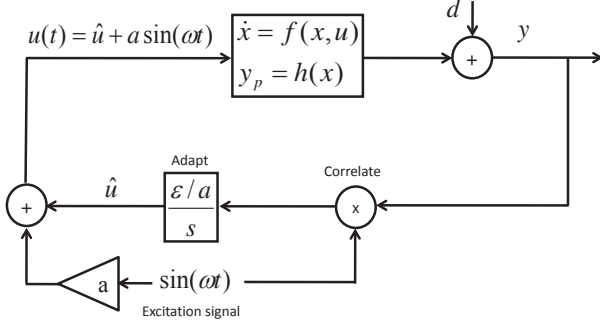 d
u(t) = û + a sin(ωt)
ẋ = f(x,u)
y
y_p = h(x)
+
Adapt
Correlate
û
ε/a
s
+
x
a
sin(ωt)
Excitation signal